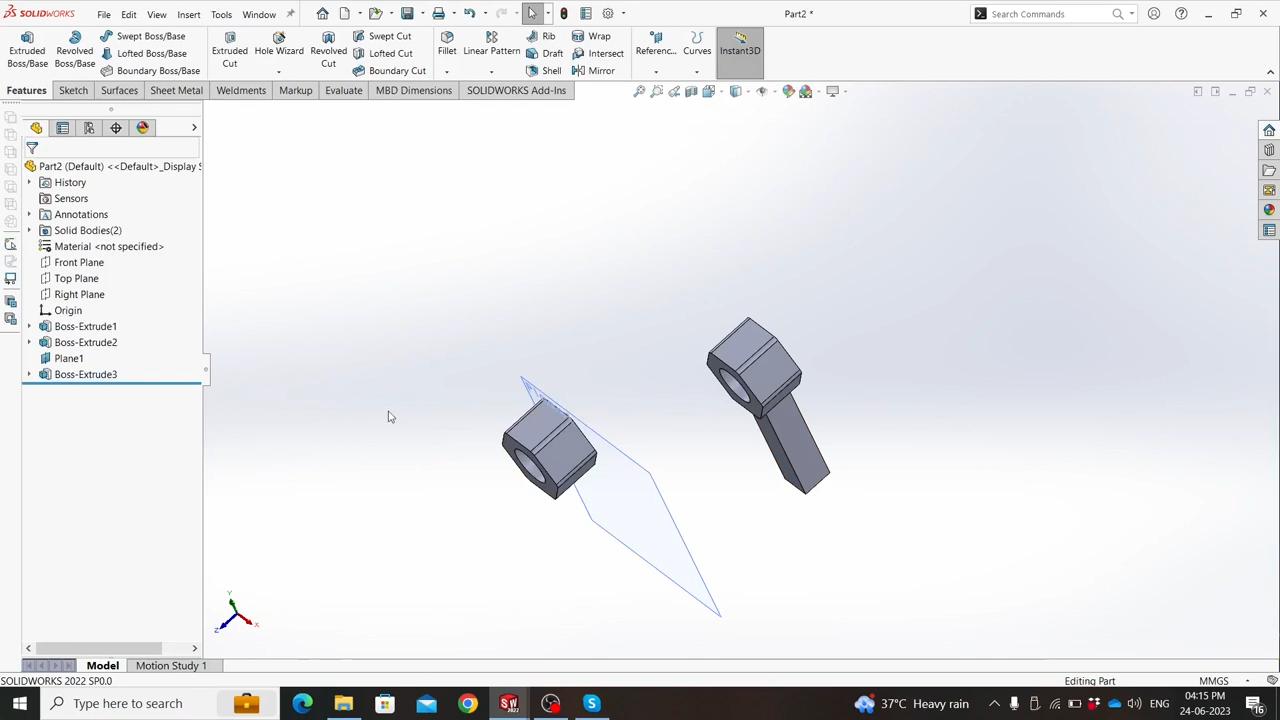 SOLIDWORKS File Edit View Insert Tools Window Part2 * Search Commands
Extruded Boss/Base
Revolved Boss/Base
Swept Boss/Base
Lofted Boss/Base
Boundary Boss/Base
Extruded Cut
Hole Wizard
Revolved Cut
Swept Cut
Lofted Cut
Boundary Cut
Fillet
Linear Pattern
Rib
Draft
Shell
Wrap
Intersect
Mirror
Referenc...
Curves
Instant3D
Features Sketch Surfaces Sheet Metal Weldments Markup Evaluate MBD Dimensions SOLIDWORKS Add-Ins
Part2 (Default) <<Default>_Display S
History
Sensors
Annotations
Solid Bodies(2)
Material <not specified>
Front Plane
Top Plane
Right Plane
Origin
Boss-Extrude1
Boss-Extrude2
Plane1
Boss-Extrude3
Y
Z
X
Model Motion Study 1
SOLIDWORKS 2022 SP0.0 Editing Part MMGS
Type here to search 37°C Heavy rain ENG 04:15 PM
24-06-2023